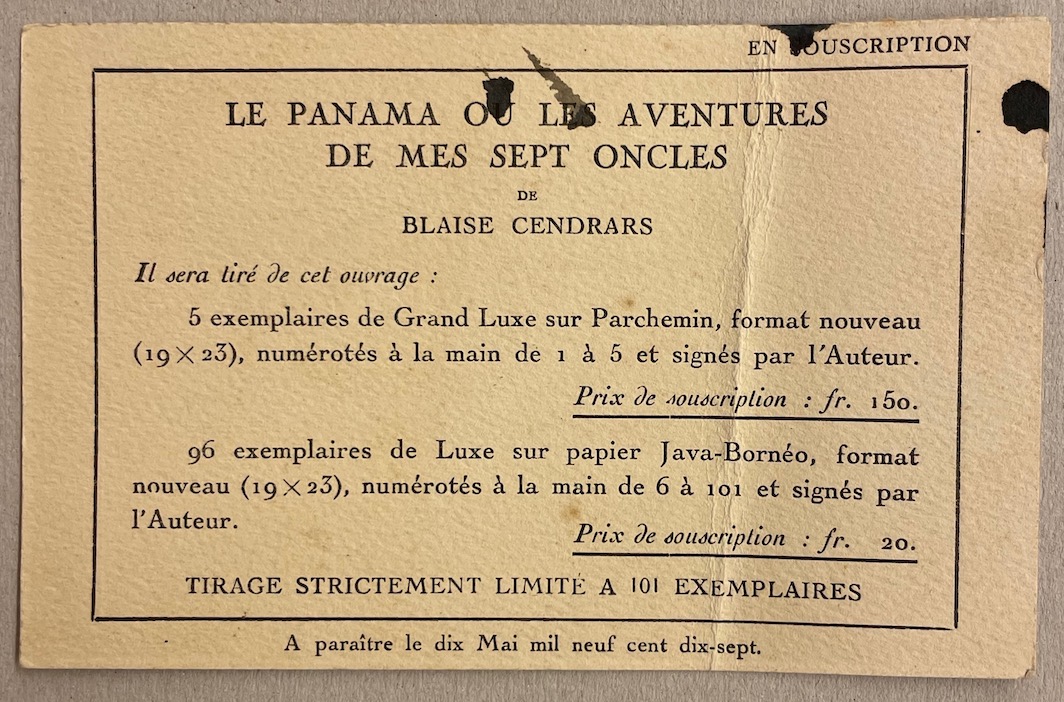 EN SOUSCRIPTION
LE PANAMA OU LES AVENTURES
DE MES SEPT ONCLES
DE
BLAISE CENDRARS
Il sera tiré de cet ouvrage :
5 exemplaires de Grand Luxe sur Parchemin, format nouveau
(19 × 23), numérotés à la main de 1 à 5 et signés par l'Auteur.
Prix de souscription : fr. 150.
96 exemplaires de Luxe sur papier Java-Bornéo, format
nouveau (19 × 23), numérotés à la main de 6 à 101 et signés par
l'Auteur.
Prix de souscription : fr. 20.
TIRAGE STRICTEMENT LIMITÉ A 101 EXEMPLAIRES
A paraître le dix Mai mil neuf cent dix-sept.